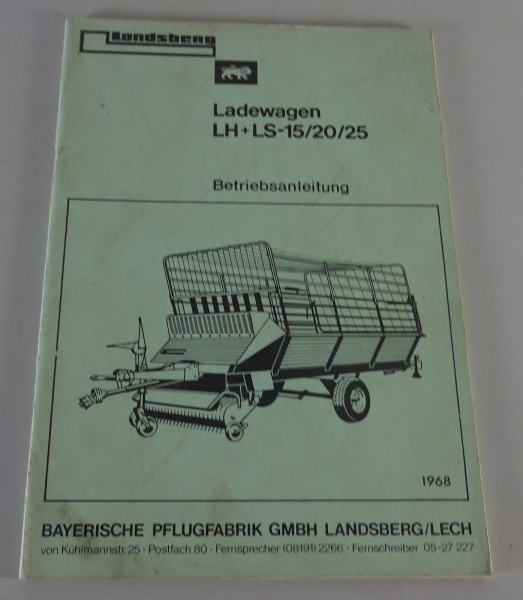 Landsberg
Ladewagen
LH+LS-15/20/25
Betriebsanleitung
1968
BAYERISCHE PFLUGFABRIK GMBH LANDSBERG/LECH
von Kühlmannstr. 25 · Postfach 80 · Fernsprecher (08191) 2266 · Fernschreiber 05-27 227